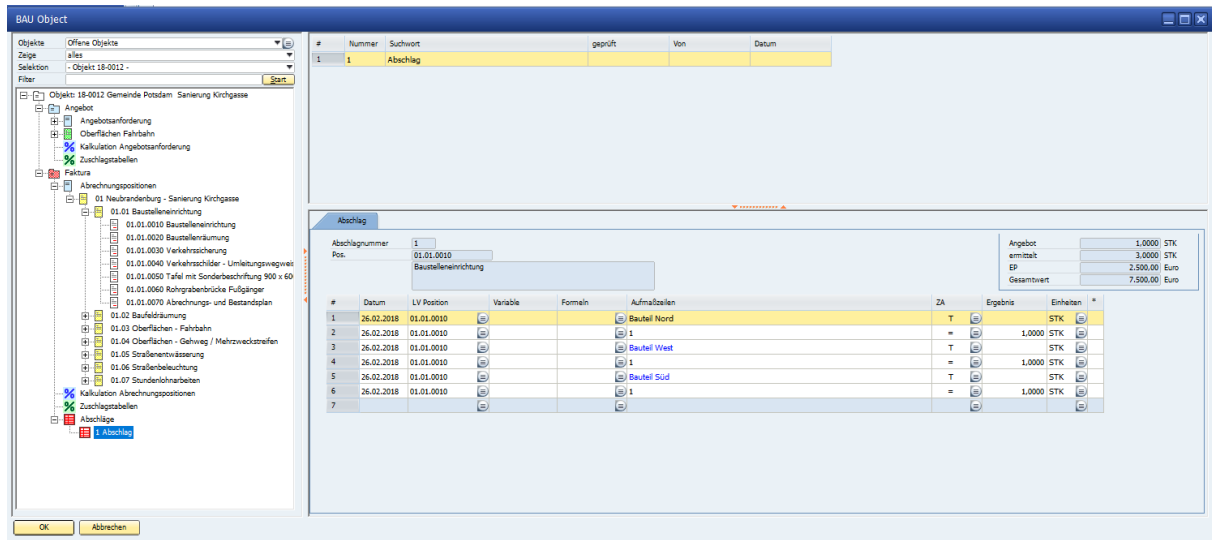 BAU Object
Objekte Offene Objekte
Zeige alles
Selektion - Objekt 18-0012 -
Filter Start
Objekt: 18-0012 Gemeinde Potsdam Sanierung Kirchgasse
Angebot
Angebotsanforderung
Oberflächen Fahrbahn
Kalkulation Angebotsanforderung
Zuschlagstabellen
Faktura
Abrechnungspositionen
01 Neubrandenburg - Sanierung Kirchgasse
01.01 Baustelleneinrichtung
01.01.0010 Baustelleneinrichtung
01.01.0020 Baustellenräumung
01.01.0030 Verkehrssicherung
01.01.0040 Verkehrsschilder - Umleitungswegweis
01.01.0050 Tafel mit Sonderbeschriftung 900 x 60
01.01.0060 Rohrgrabenbrücke Fußgänger
01.01.0070 Abrechnungs- und Bestandsplan
01.02 Baufeldräumung
01.03 Oberflächen - Fahrbahn
01.04 Oberflächen - Gehweg / Mehrzweckstreifen
01.05 Straßenentwässerung
01.06 Straßenbeleuchtung
01.07 Stundenlohnarbeiten
Kalkulation Abrechnungspositionen
Zuschlagstabellen
Abschläge
1 Abschlag
OK Abbrechen
# Nummer Suchwort geprüft Von Datum
1 1 Abschlag
Abschlag
Abschlagnummer 1
Pos. 01.01.0010
Baustelleneinrichtung
Angebot 1,0000 STK
ermittelt 3,0000 STK
EP 2.500,00 Euro
Gesamtwert 7.500,00 Euro
# Datum LV Position Variable Formeln Aufmaßzeilen ZA Ergebnis Einheiten *
1 26.02.2018 01.01.0010 Bauteil Nord T STK
2 26.02.2018 01.01.0010 1 = 1,0000 STK
3 26.02.2018 01.01.0010 Bauteil West T STK
4 26.02.2018 01.01.0010 1 = 1,0000 STK
5 26.02.2018 01.01.0010 Bauteil Süd T STK
6 26.02.2018 01.01.0010 1 = 1,0000 STK
7